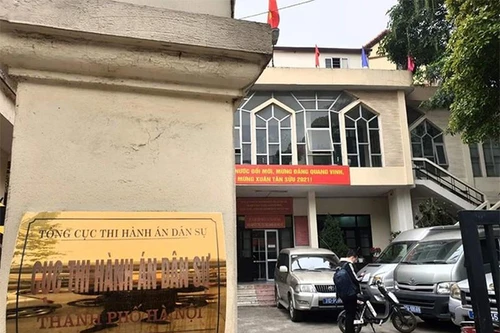 TỔNG CỤC THI HÀNH ÁN DÂN SỰ
CỤC THI HÀNH ÁN DÂN SỰ
THÀNH PHỐ HÀ NỘI
NƯỚC ĐỔI MỚI, MỪNG ĐẢNG QUANG VINH,
MỪNG XUÂN TÂN SỬU 2021!